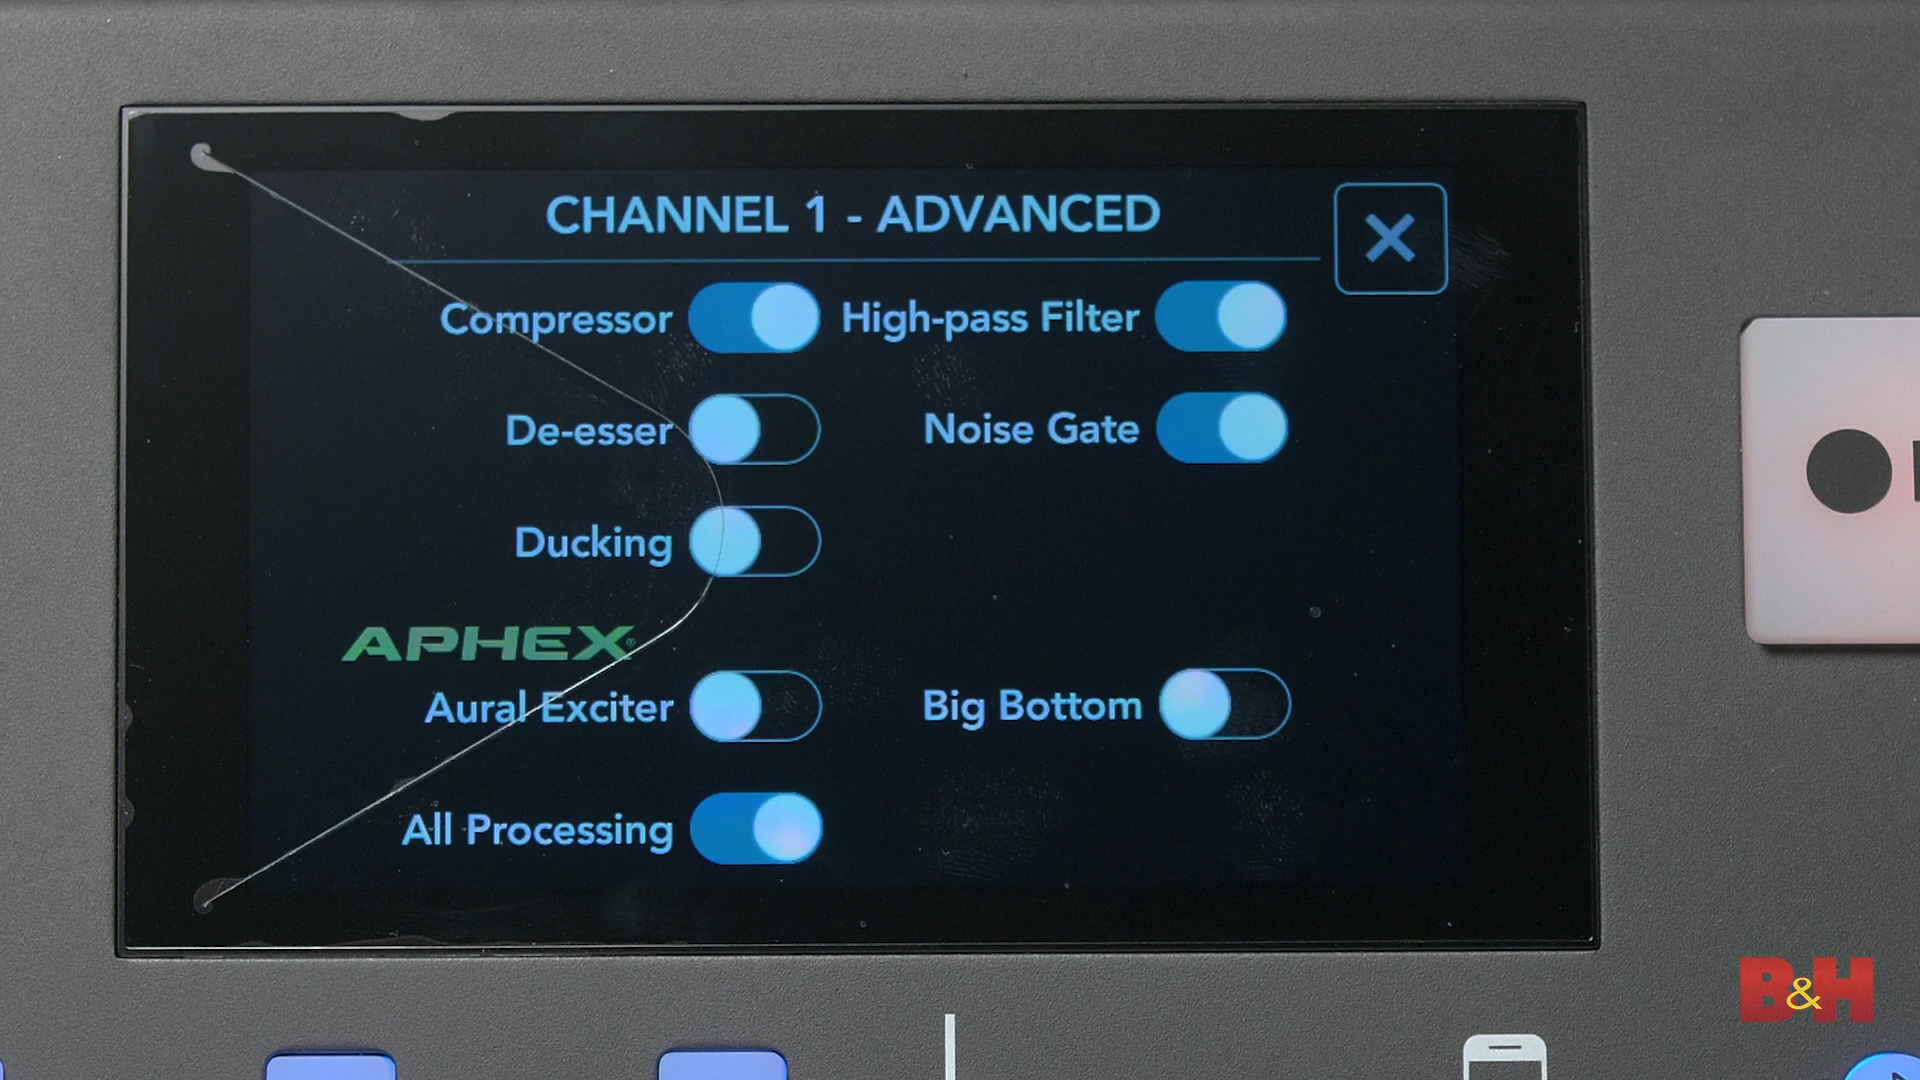 CHANNEL 1 - ADVANCED
Compressor
High-pass Filter
De-esser
Noise Gate
Ducking
APHEX®
Aural Exciter
Big Bottom
All Processing
B&H